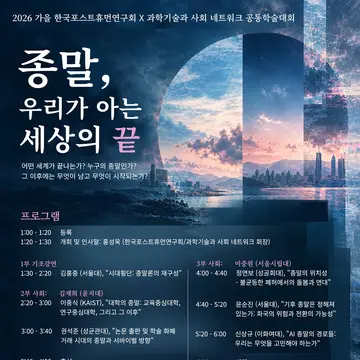 2026 가을 한국포스트휴먼연구회 X 과학기술과 사회 네트워크 공동학술대회
종말,
우리가 아는
세상의 끝
어떤 세계가 끝나는가? 누구의 종말인가?
그 이후에는 무엇이 남고 무엇이 시작되는가?
프로그램
1:00 - 1:20 등록
1:20 - 1:30 개회 및 인사말: 홍성욱 (한국포스트휴먼연구회/과학기술과 사회 네트워크 회장)
1부 기조강연
1:30 - 2:20 김홍중 (서울대), "시대횡단: 종말론의 재구성"
2부 사회: 김재희 (을지대)
2:20 - 3:00 이충식 (KAIST), "대학의 종말: 교육중심대학,
연구중심대학, 그리고 그 이후"
3:00 - 3:40 권석준 (성균관대), "논문 출판 및 학술 화폐
거래 시대의 종말과 서바이벌 방향"
3부 사회: 이중원 (서울시립대)
4:00 - 4:40 정연보 (성공회대), "종말의 위치성
- 불균등한 폐허에서의 돌봄과 연대"
4:40 - 5:20 윤순진 (서울대), "기후 종말은 정해져
있는가: 파국의 위협과 전환의 가능성"
5:20 - 6:00 신상규 (이화여대), "AI 종말의 경로들:
우리는 무엇을 고민해야 하는가"